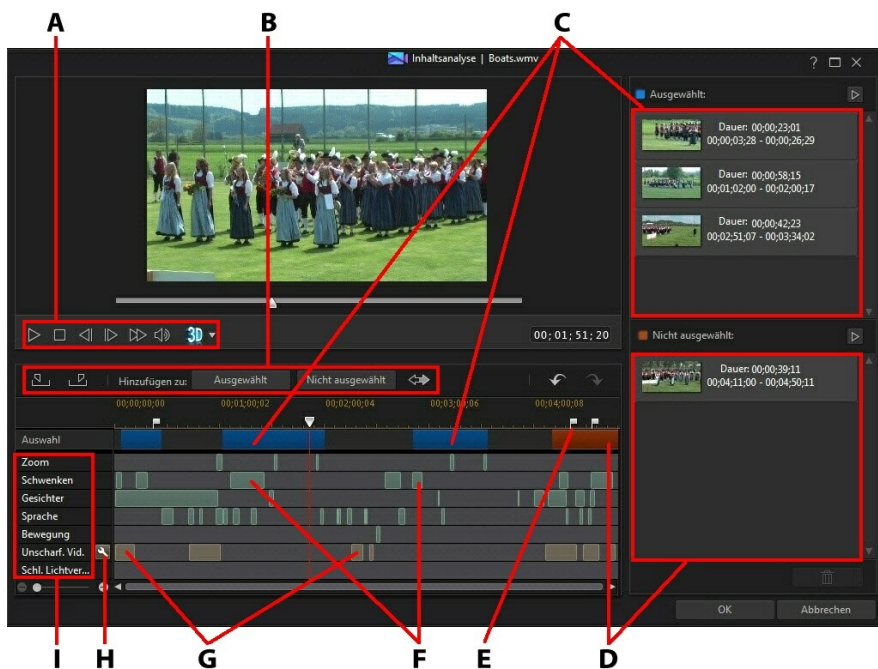 A B C
Inhaltsanalyse | Boats.wmv
?
Ausgewählt:
Dauer: 00;00;23;01
00;00;03;28 - 00;00;26;29
Dauer: 00;00;58;15
00;01;02;00 - 00;02;00;17
Dauer: 00;00;42;23
00;02;51;07 - 00;03;34;02
3D
00; 01; 51; 20
Nicht ausgewählt:
Dauer: 00;00;39;11
00;04;11;00 - 00;04;50;11
Hinzufügen zu: Ausgewählt Nicht ausgewählt
00;00;00;00 00;01;00;02 00;02;00;04 00;03;00;06 00;04;00;08
Auswahl
Zoom
Schwenken
Gesichter
Sprache
Bewegung
Unscharf. Vid.
Schl. Lichtver...
OK Abbrechen
I H G F E D